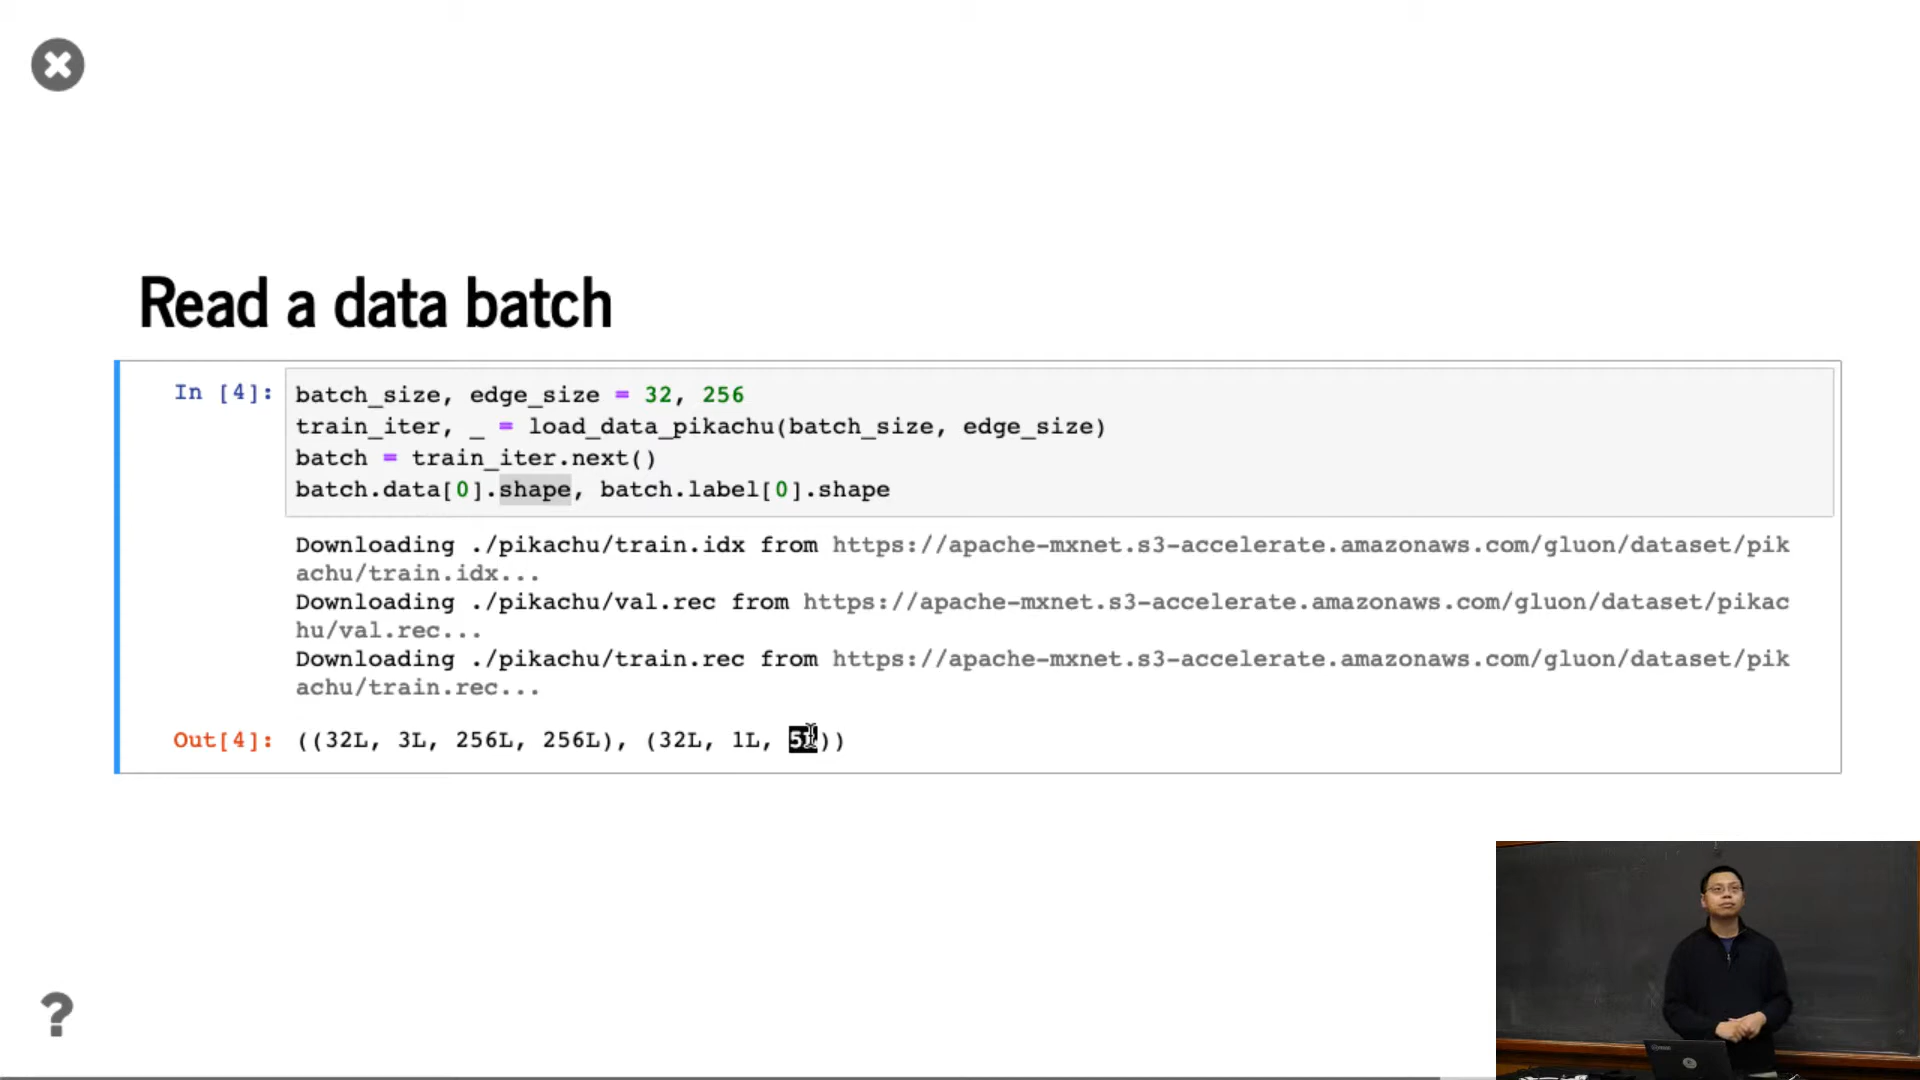 Read a data batch
In [4]:
batch_size, edge_size = 32, 256
train_iter, _ = load_data_pikachu(batch_size, edge_size)
batch = train_iter.next()
batch.data[0].shape, batch.label[0].shape
Downloading ./pikachu/train.idx from https://apache-mxnet.s3-accelerate.amazonaws.com/gluon/dataset/pik
achu/train.idx...
Downloading ./pikachu/val.rec from https://apache-mxnet.s3-accelerate.amazonaws.com/gluon/dataset/pikac
hu/val.rec...
Downloading ./pikachu/train.rec from https://apache-mxnet.s3-accelerate.amazonaws.com/gluon/dataset/pik
achu/train.rec...
Out[4]: ((32L, 3L, 256L, 256L), (32L, 1L, 5L))
?